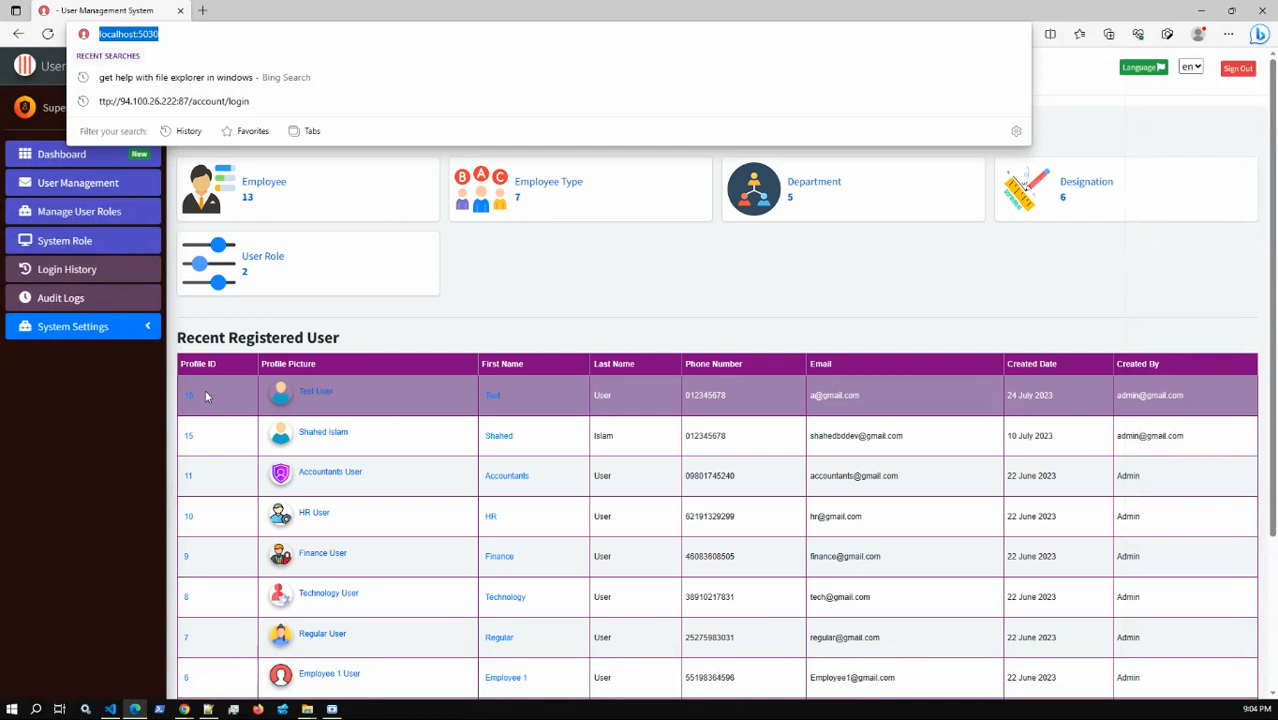 - User Management System
localhost:5030
RECENT SEARCHES
get help with file explorer in windows - Bing Search
ttp://94.100.26.222:87/account/login
Filter your search: History Favorites Tabs
User
Language en Sign Out
Supe
Dashboard New
User Management
Manage User Roles
System Role
Login History
Audit Logs
System Settings
Employee
13
Employee Type
7
Department
5
Designation
6
User Role
2
Recent Registered User
Profile ID Profile Picture First Name Last Name Phone Number Email Created Date Created By
16 Test User Test User 012345678 a@gmail.com 24 July 2023 admin@gmail.com
15 Shahed Islam Shahed Islam 012345678 shahedbddev@gmail.com 10 July 2023 admin@gmail.com
11 Accountants User Accountants User 09801745240 accountants@gmail.com 22 June 2023 Admin
10 HR User HR User 62191329299 hr@gmail.com 22 June 2023 Admin
9 Finance User Finance User 46083608505 finance@gmail.com 22 June 2023 Admin
8 Technology User Technology User 38910217831 tech@gmail.com 22 June 2023 Admin
7 Regular User Regular User 25275983031 regular@gmail.com 22 June 2023 Admin
6 Employee 1 User Employee 1 User 55198364596 Employee1@gmail.com 22 June 2023 Admin
9:04 PM